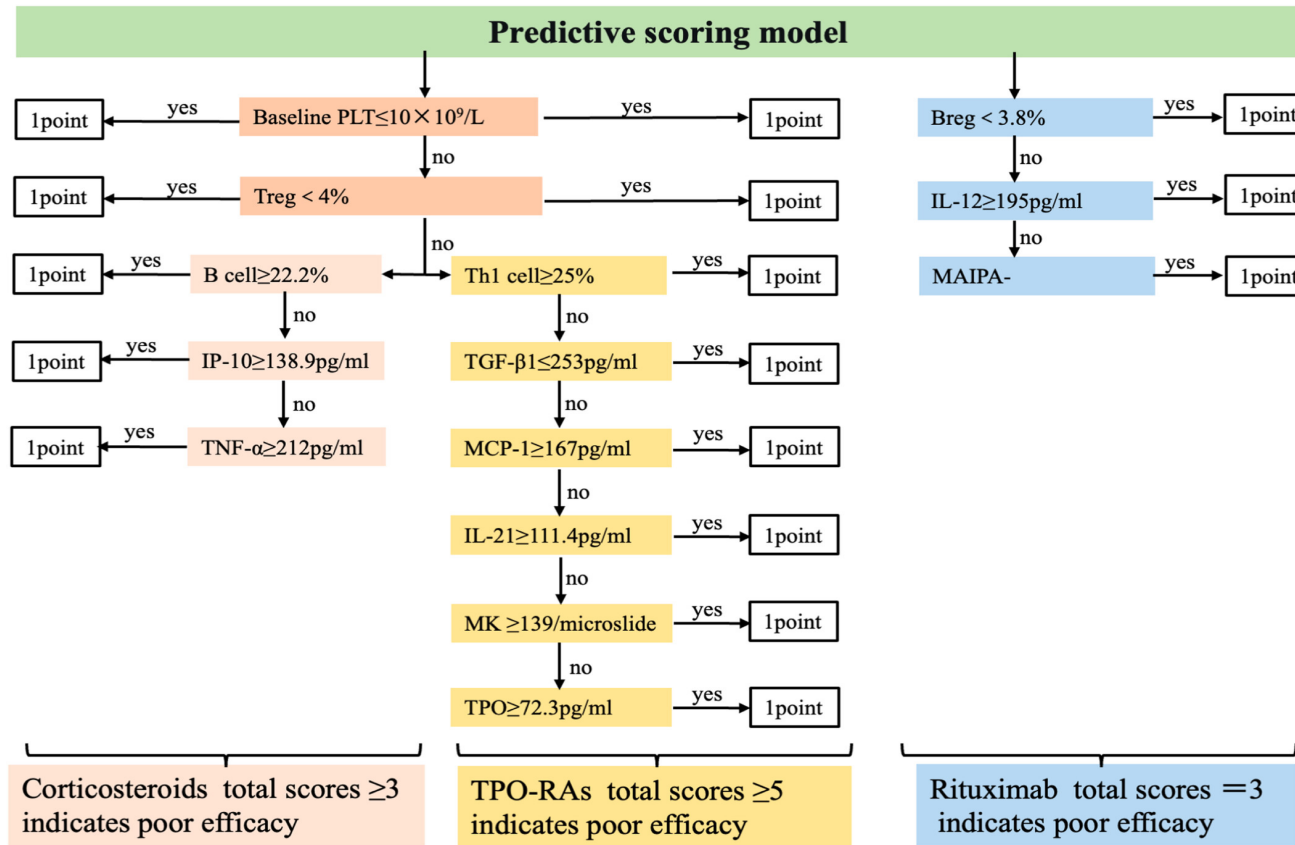 Predictive scoring model
1point yes Baseline PLT≤10×10⁹/L yes 1point Breg < 3.8% yes 1point
no no
1point yes Treg < 4% yes 1point IL-12≥195pg/ml yes 1point
no no
1point yes B cell≥22.2% Th1 cell≥25% yes 1point MAIPA- yes 1point
no no
1point yes IP-10≥138.9pg/ml TGF-β1≤253pg/ml yes 1point
no no
1point yes TNF-α≥212pg/ml MCP-1≥167pg/ml yes 1point
no
IL-21≥111.4pg/ml yes 1point
no
MK ≥139/microslide yes 1point
no
TPO≥72.3pg/ml yes 1point
Corticosteroids total scores ≥3
indicates poor efficacy
TPO-RAs total scores ≥5
indicates poor efficacy
Rituximab total scores =3
indicates poor efficacy